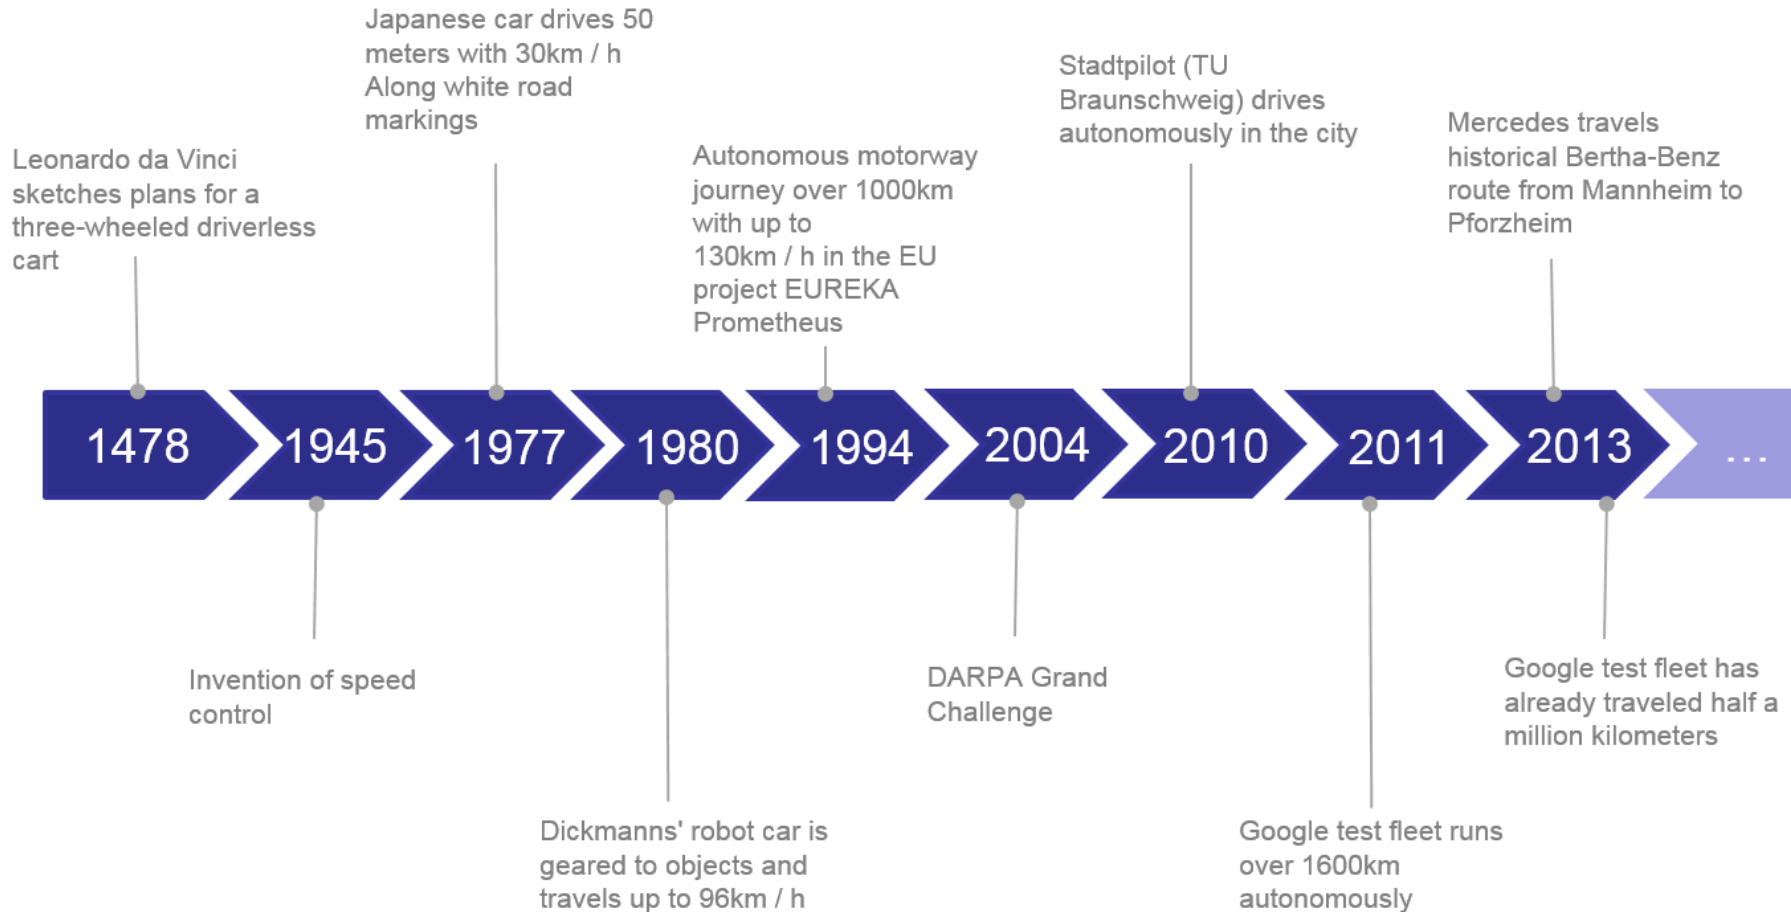 Japanese car drives 50
meters with 30km / h
Along white road
markings
Stadtpilot (TU
Braunschweig) drives
autonomously in the city
Mercedes travels
historical Bertha-Benz
route from Mannheim to
Pforzheim
Leonardo da Vinci
sketches plans for a
three-wheeled driverless
cart
Autonomous motorway
journey over 1000km
with up to
130km / h in the EU
project EUREKA
Prometheus
1478
1945
1977
1980
1994
2004
2010
2011
2013
...
Invention of speed
control
DARPA Grand
Challenge
Google test fleet has
already traveled half a
million kilometers
Dickmanns' robot car is
geared to objects and
travels up to 96km / h
Google test fleet runs
over 1600km
autonomously